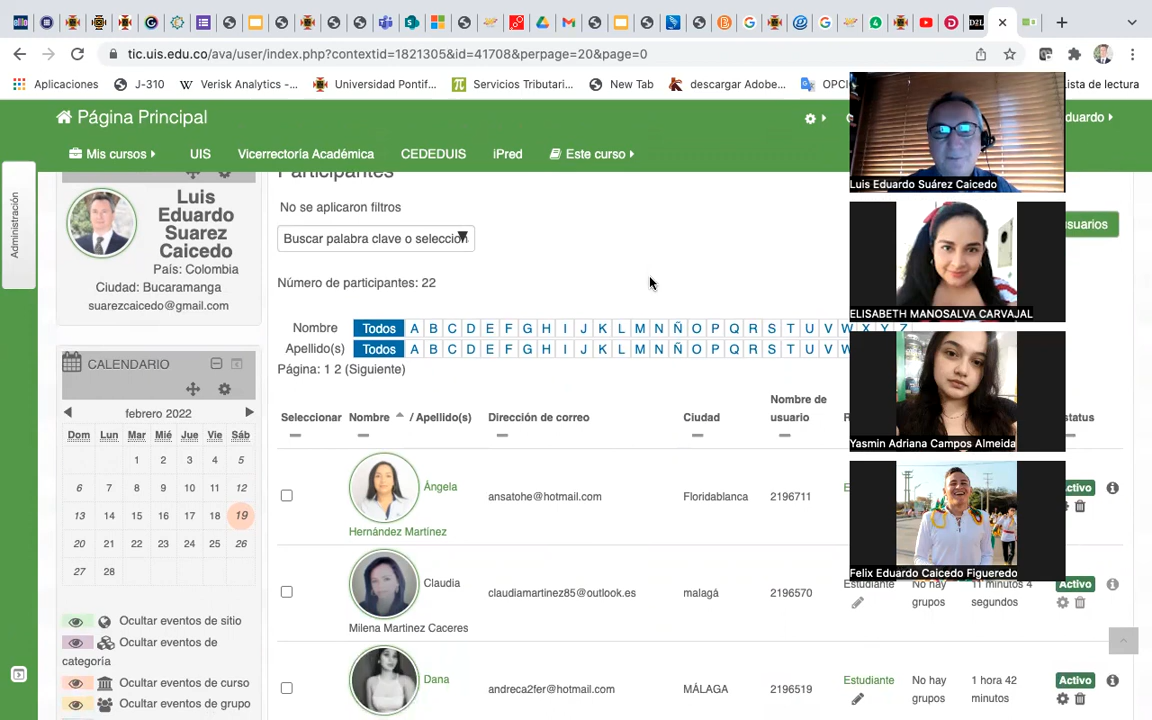 tic.uis.edu.co/ava/user/index.php?contextid=1821305&id=41708&perpage=20&page=0
Aplicaciones J-310 Verisk Analytics -... Universidad Pontif... Servicios Tributari... New Tab descargar Adobe... OPCI Lista de lectura
Página Principal
Eduardo
Mis cursos UIS Vicerrectoría Académica CEDEDUIS iPred Este curso
Administración
Luis
Eduardo
Suarez
Caicedo
País: Colombia
Ciudad: Bucaramanga
suarezcaicedo@gmail.com
CALENDARIO
febrero 2022
Dom Lun Mar Mié Jue Vie Sáb
1 2 3 4 5
6 7 8 9 10 11 12
13 14 15 16 17 18 19
20 21 22 23 24 25 26
27 28
Ocultar eventos de sitio
Ocultar eventos de
categoría
Ocultar eventos de curso
Ocultar eventos de grupo
Participantes
No se aplicaron filtros
Buscar palabra clave o seleccion
usuarios
Número de participantes: 22
Nombre Todos A B C D E F G H I J K L M N Ñ O P Q R S T U V W X Y Z
Apellido(s) Todos A B C D E F G H I J K L M N Ñ O P Q R S T U V W
Página: 1 2 (Siguiente)
Seleccionar Nombre / Apellido(s) Dirección de correo Ciudad Nombre de
usuario
status
Ángela
Hernández Martínez
ansatohe@hotmail.com Floridablanca 2196711 Activo
Claudia
Milena Martinez Caceres
claudiamartinez85@outlook.es malagá 2196570 Estudiante No hay
grupos
11 minutos 4
segundos
Activo
Dana
andreca2fer@hotmail.com MÁLAGA 2196519 Estudiante No hay
grupos
1 hora 42
minutos
Activo
Luis Eduardo Suárez Caicedo
ELISABETH MANOSALVA CARVAJAL
Yasmin Adriana Campos Almeida
Felix Eduardo Caicedo Figueredo